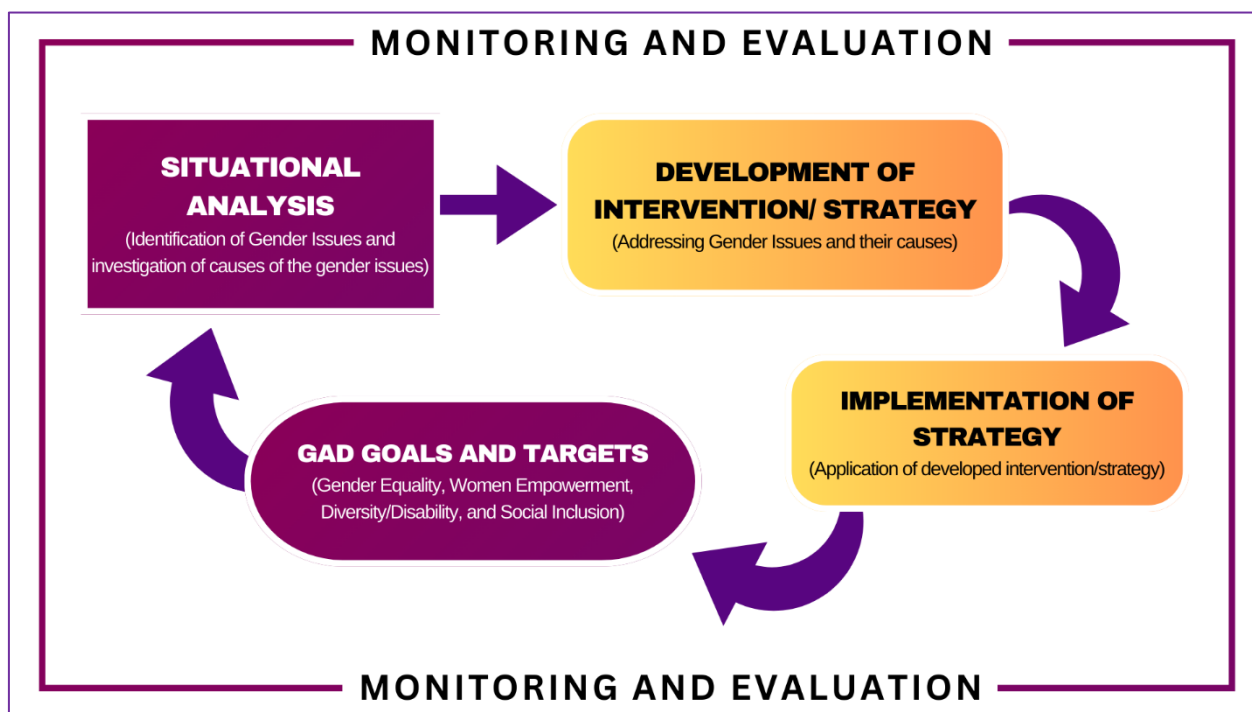 MONITORING AND EVALUATION
SITUATIONAL
ANALYSIS
(Identification of Gender Issues and
investigation of causes of the gender issues)
DEVELOPMENT OF
INTERVENTION/ STRATEGY
(Addressing Gender Issues and their causes)
IMPLEMENTATION OF
STRATEGY
(Application of developed intervention/strategy)
GAD GOALS AND TARGETS
(Gender Equality, Women Empowerment,
Diversity/Disability, and Social Inclusion)
MONITORING AND EVALUATION